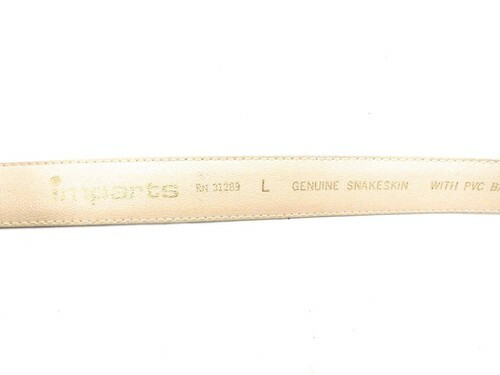 imparts RN 31289 L GENUINE SNAKESKIN WITH PVC